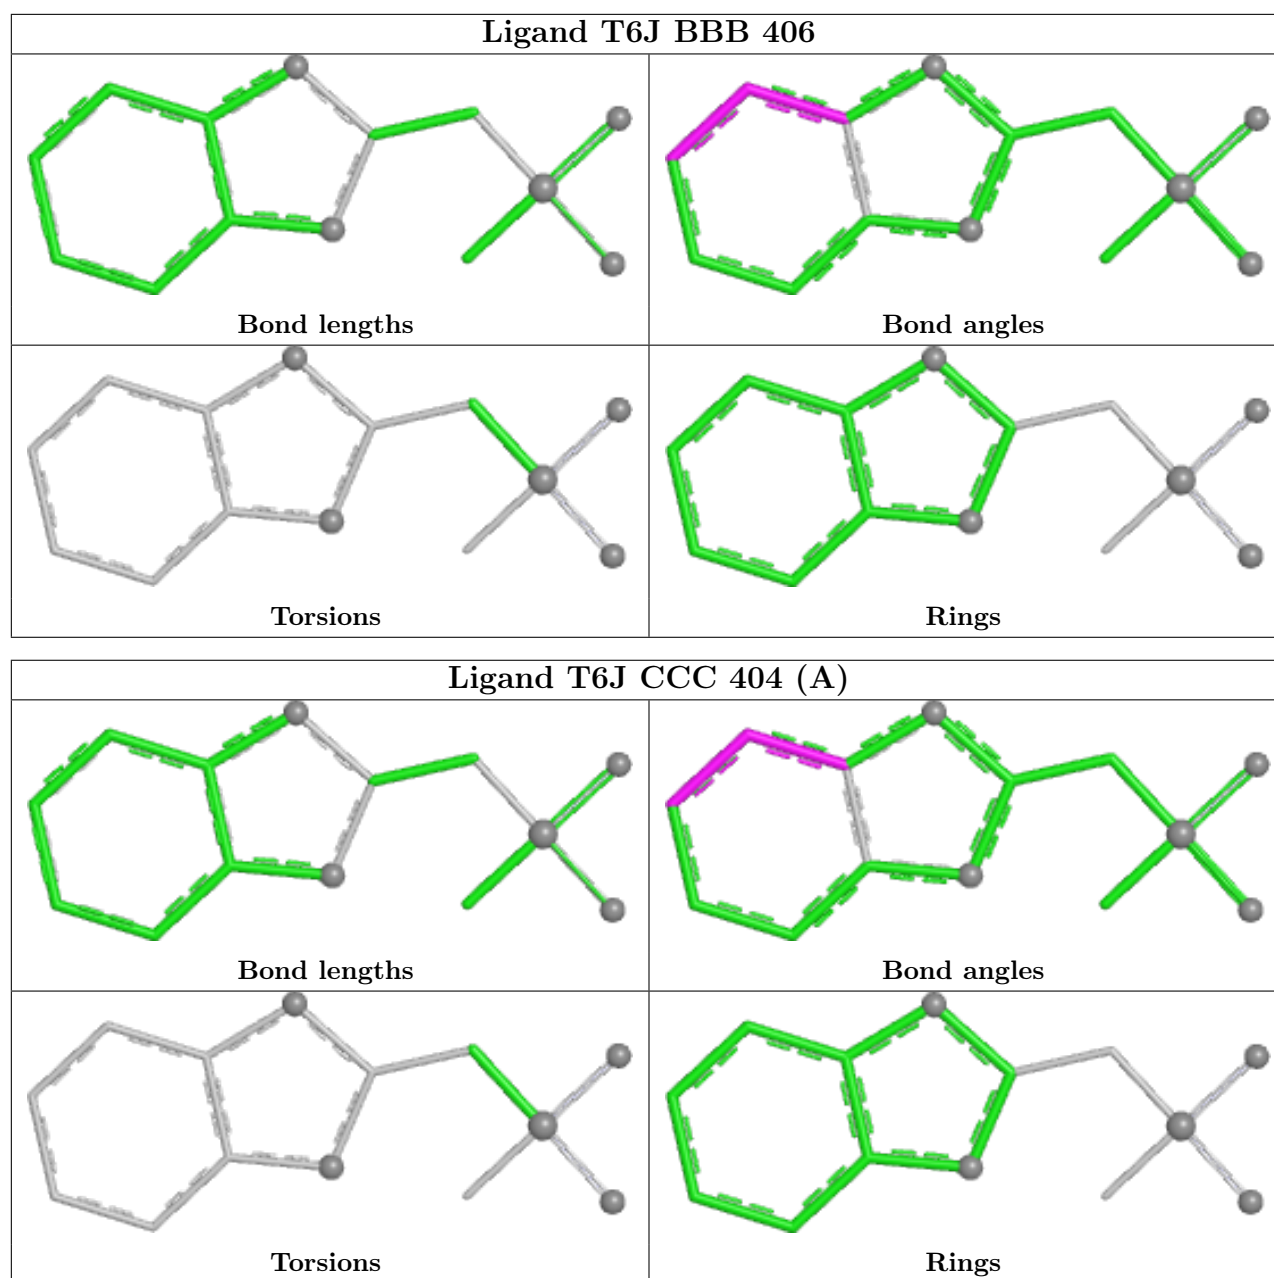 Ligand T6J BBB 406
Bond lengths
Bond angles
Torsions
Rings
Ligand T6J CCC 404 (A)
Bond lengths
Bond angles
Torsions
Rings